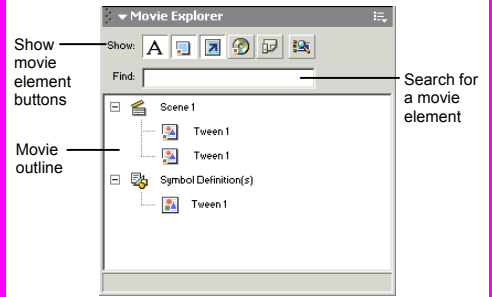 Movie Explorer
Show
movie
element
buttons
Show:
A
Find:
Search for
a movie
element
Scene 1
Tween 1
Movie
outline
Tween 1
Symbol Definition(s)
Tween 1